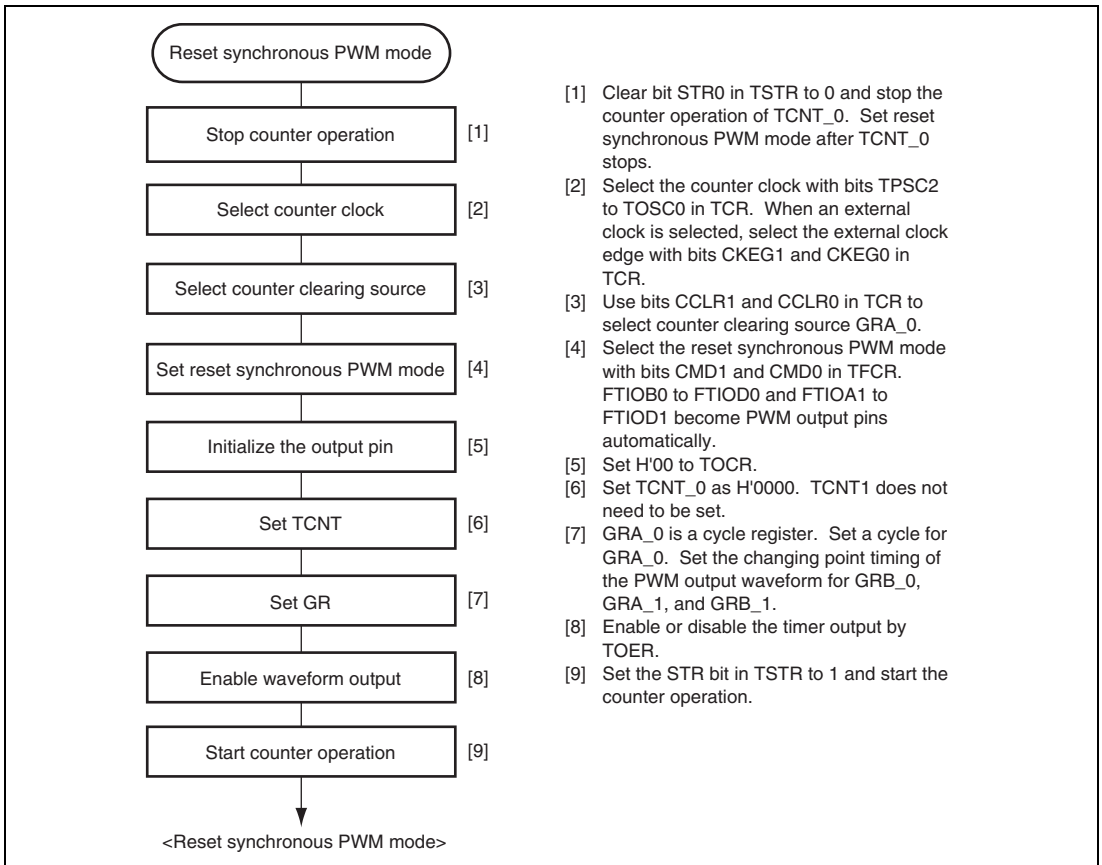 Reset synchronous PWM mode
Stop counter operation [1]
Select counter clock [2]
Select counter clearing source [3]
Set reset synchronous PWM mode [4]
Initialize the output pin [5]
Set TCNT [6]
Set GR [7]
Enable waveform output [8]
Start counter operation [9]
<Reset synchronous PWM mode>
[1] Clear bit STR0 in TSTR to 0 and stop the
counter operation of TCNT_0. Set reset
synchronous PWM mode after TCNT_0
stops.
[2] Select the counter clock with bits TPSC2
to TOSC0 in TCR. When an external
clock is selected, select the external clock
edge with bits CKEG1 and CKEG0 in
TCR.
[3] Use bits CCLR1 and CCLR0 in TCR to
select counter clearing source GRA_0.
[4] Select the reset synchronous PWM mode
with bits CMD1 and CMD0 in TFCR.
FTIOB0 to FTIOD0 and FTIOA1 to
FTIOD1 become PWM output pins
automatically.
[5] Set H'00 to TOCR.
[6] Set TCNT_0 as H'0000. TCNT1 does not
need to be set.
[7] GRA_0 is a cycle register. Set a cycle for
GRA_0. Set the changing point timing of
the PWM output waveform for GRB_0,
GRA_1, and GRB_1.
[8] Enable or disable the timer output by
TOER.
[9] Set the STR bit in TSTR to 1 and start the
counter operation.